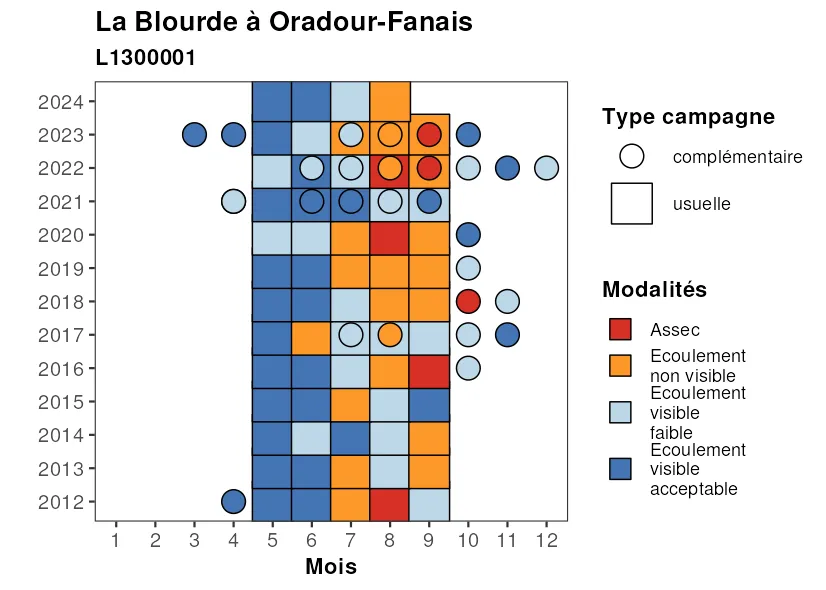 La Blourde à Oradour-Fanais
L1300001
2024
2023
2022
2021
2020
2019
2018
2017
2016
2015
2014
2013
2012
1 2 3 4 5 6 7 8 9 10 11 12
Mois
Type campagne
complémentaire
usuelle
Modalités
Assec
Ecoulement
non visible
Ecoulement
visible
faible
Ecoulement
visible
acceptable